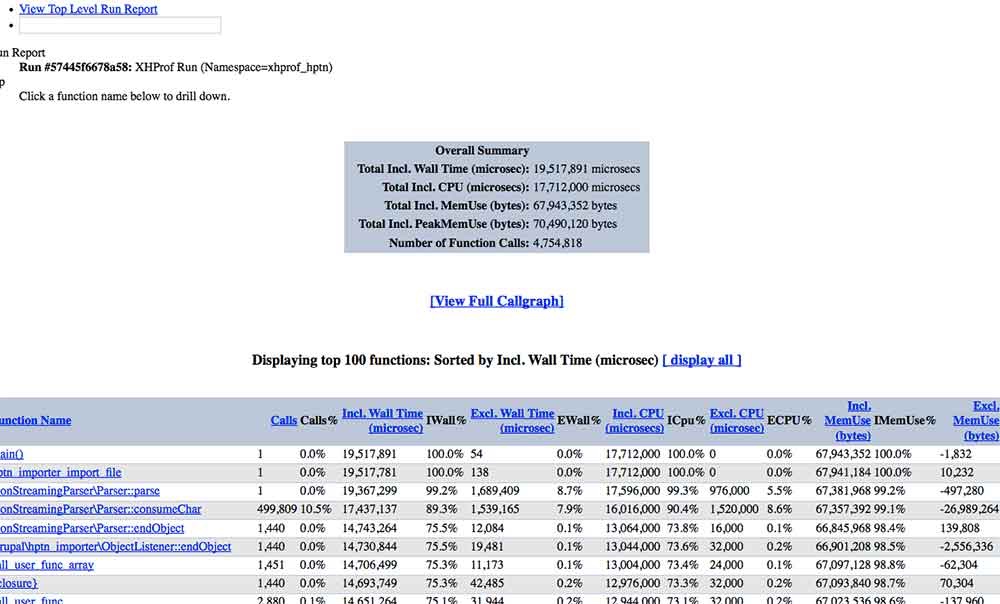 View Top Level Run Report
un Report
Run #57445f6678a58: XHProf Run (Namespace=xhprof_hptn)
p
Click a function name below to drill down.
Overall Summary
Total Incl. Wall Time (microsec): 19,517,891 microsecs
Total Incl. CPU (microsecs): 17,712,000 microsecs
Total Incl. MemUse (bytes): 67,943,352 bytes
Total Incl. PeakMemUse (bytes): 70,490,120 bytes
Number of Function Calls: 4,754,818
[View Full Callgraph]
Displaying top 100 functions: Sorted by Incl. Wall Time (microsec) [ display all ]
unction Name Calls Calls% Incl. Wall Time (microsec) IWall% Excl. Wall Time (microsec) EWall% Incl. CPU (microsecs) ICpu% Excl. CPU (microsec) ECPU% Incl. MemUse (bytes) IMemUse% Excl. MemUse (bytes)
ain() 1 0.0% 19,517,891 100.0% 54 0.0% 17,712,000 100.0% 0 0.0% 67,943,352 100.0% -1,832
ptn_importer_import_file 1 0.0% 19,517,781 100.0% 138 0.0% 17,712,000 100.0% 0 0.0% 67,941,184 100.0% 10,232
onStreamingParser\Parser::parse 1 0.0% 19,367,299 99.2% 1,689,409 8.7% 17,596,000 99.3% 976,000 5.5% 67,381,968 99.2% -497,280
onStreamingParser\Parser::consumeChar 499,809 10.5% 17,437,137 89.3% 1,539,165 7.9% 16,016,000 90.4% 1,520,000 8.6% 67,357,392 99.1% -26,989,264
onStreamingParser\Parser::endObject 1,440 0.0% 14,743,264 75.5% 12,084 0.1% 13,064,000 73.8% 16,000 0.1% 66,845,968 98.4% 139,808
rupal\hptn_importer\ObjectListener::endObject 1,440 0.0% 14,730,844 75.5% 19,481 0.1% 13,044,000 73.6% 32,000 0.2% 66,901,208 98.5% -2,556,336
ll_user_func_array 1,451 0.0% 14,706,499 75.3% 11,173 0.1% 13,004,000 73.4% 24,000 0.1% 67,097,128 98.8% -62,304
closure} 1,440 0.0% 14,693,749 75.3% 42,485 0.2% 12,976,000 73.3% 32,000 0.2% 67,093,840 98.7% 70,304
ll_user_func 2,880 0.1% 14,651,264 75.1% 31,944 0.2% 12,944,000 73.1% 32,000 0.2% 67,023,536 98.6% -137,960